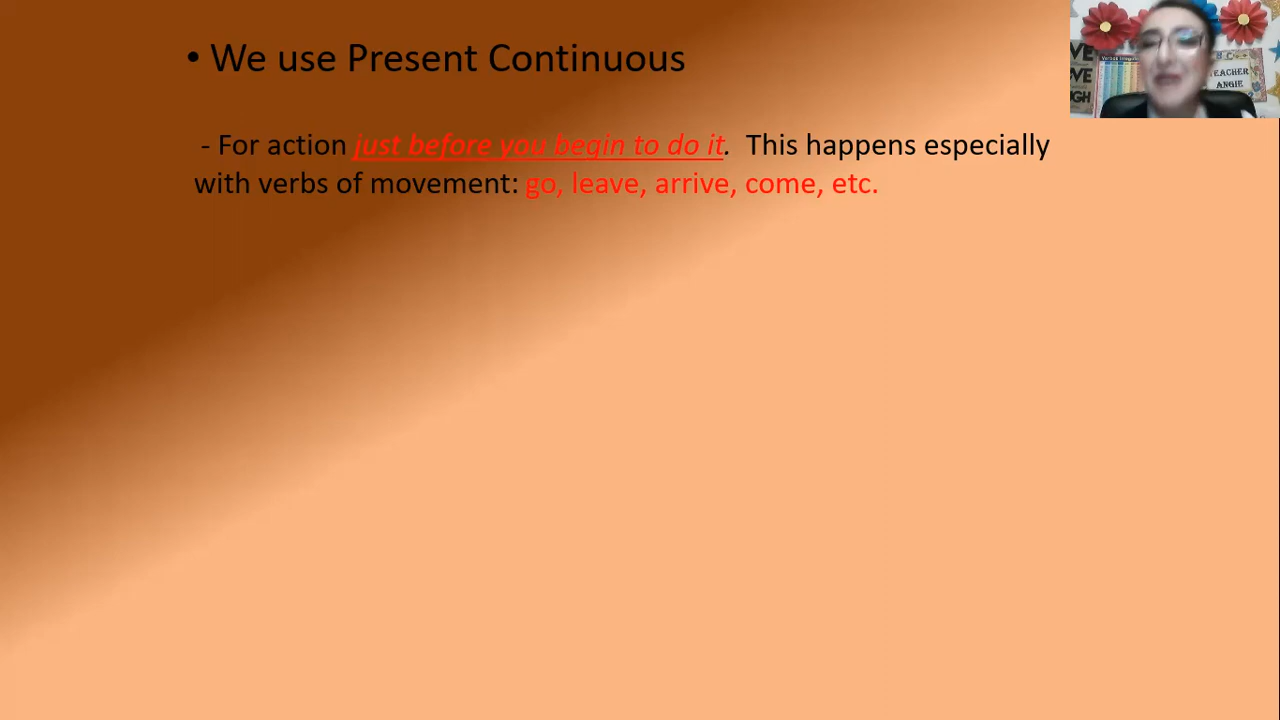 • We use Present Continuous
- For action just before you begin to do it. This happens especially
with verbs of movement: go, leave, arrive, come, etc.
TEACHER
ANGIE